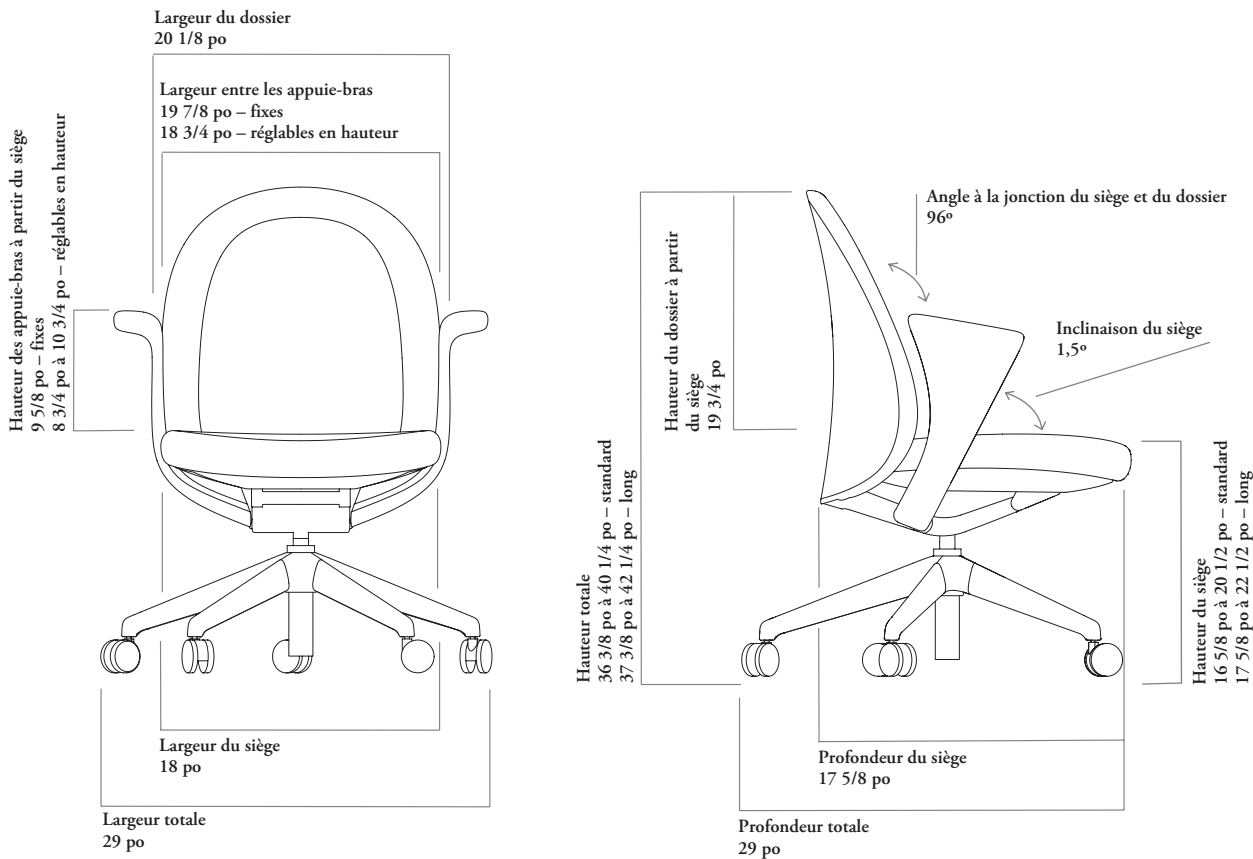 Largeur du dossier
20 1/8 po
Largeur entre les appuie-bras
19 7/8 po – fixes
18 3/4 po – réglables en hauteur
Hauteur des appuie-bras à partir du siège
9 5/8 po – fixes
8 3/4 po à 10 3/4 po – réglables en hauteur
Largeur du siège
18 po
Largeur totale
29 po
Angle à la jonction du siège et du dossier
96º
Hauteur du dossier à partir
du siège
19 3/4 po
Inclinaison du siège
1,5º
Hauteur totale
36 3/8 po à 40 1/4 po – standard
37 3/8 po à 42 1/4 po – long
Hauteur du siège
16 5/8 po à 20 1/2 po – standard
17 5/8 po à 22 1/2 po – long
Profondeur du siège
17 5/8 po
Profondeur totale
29 po